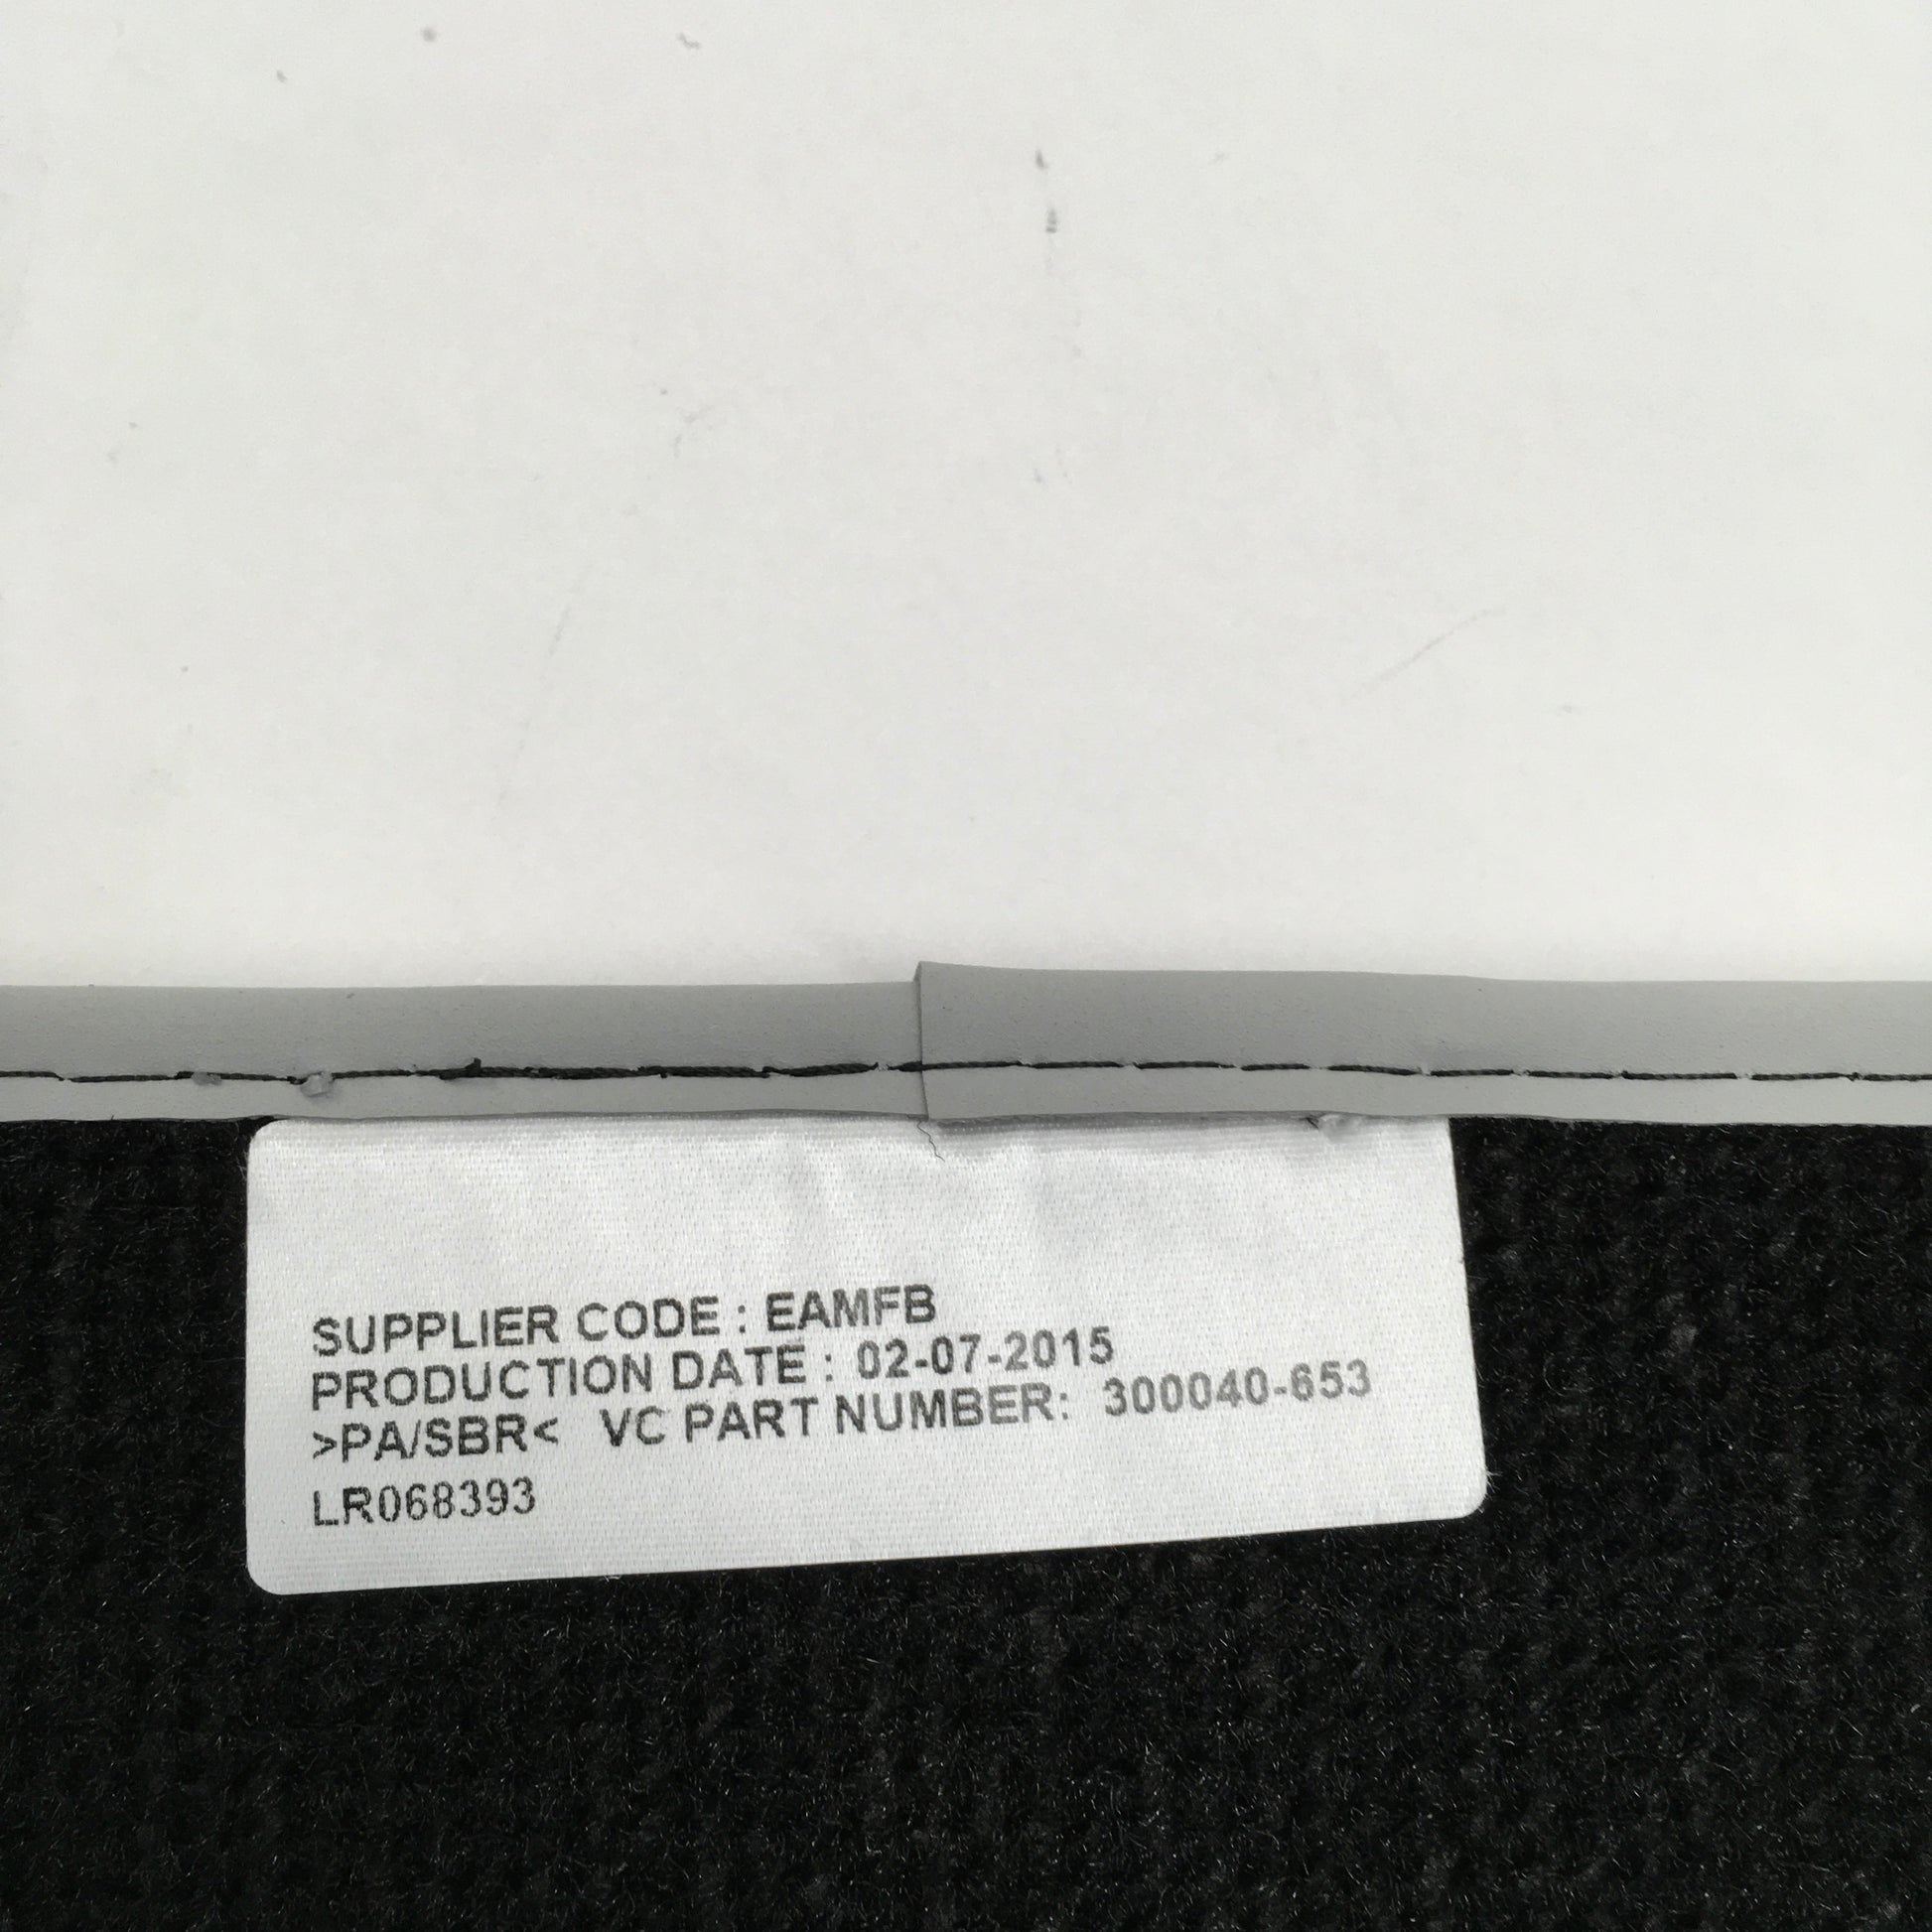 SUPPLIER CODE : EAMFB
PRODUCTION DATE : 02-07-2015
>PA/SBR< VC PART NUMBER: 300040-653
LR068393